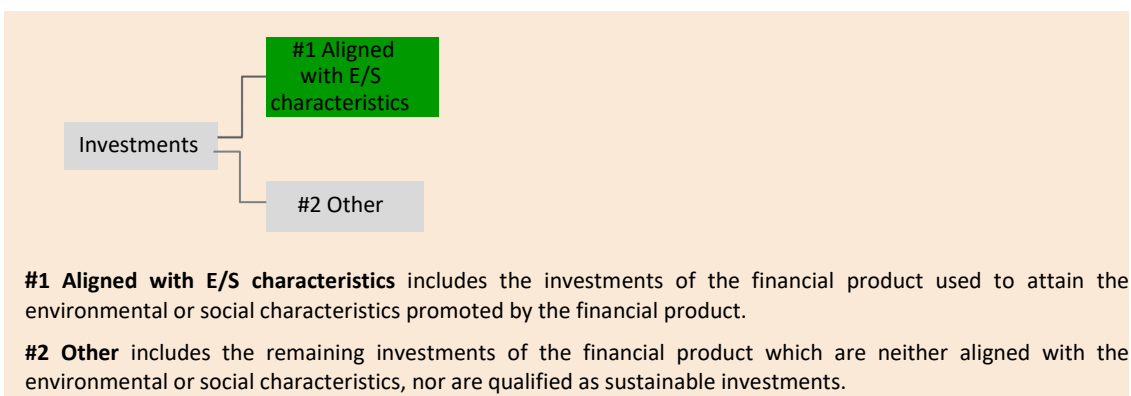 #1 Aligned
with E/S
characteristics
Investments
#2 Other
#1 Aligned with E/S characteristics includes the investments of the financial product used to attain the
environmental or social characteristics promoted by the financial product.
#2 Other includes the remaining investments of the financial product which are neither aligned with the
environmental or social characteristics, nor are qualified as sustainable investments.